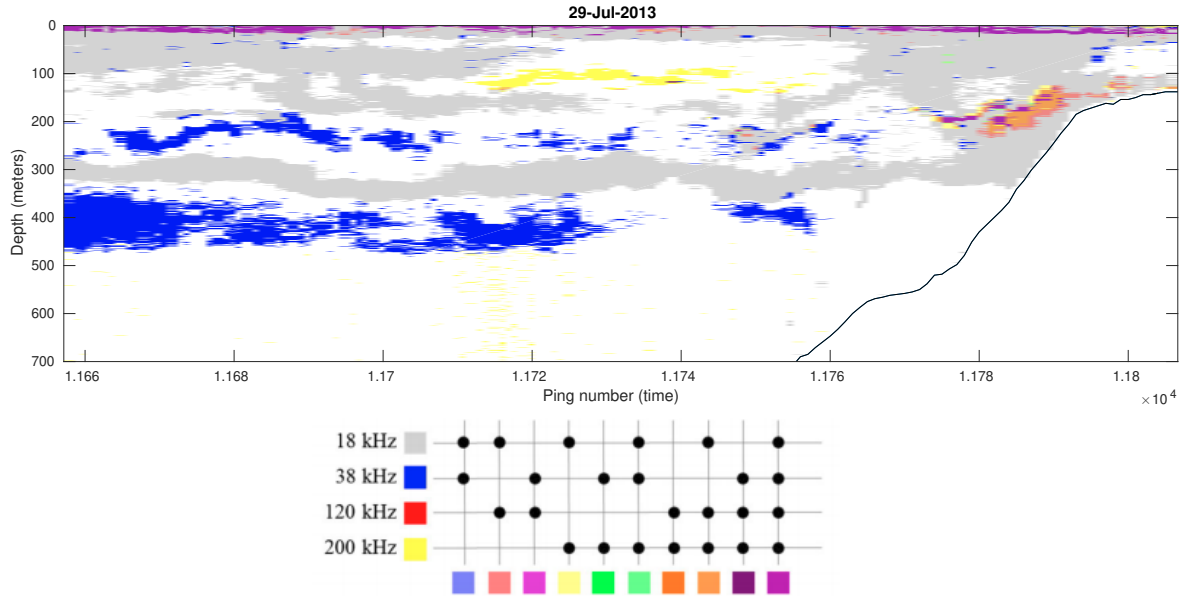 29-Jul-2013
0
100
200
300
400
500
600
700
Depth (meters)
1.166 1.168 1.17 1.172 1.174 1.176 1.178 1.18
Ping number (time)
×10 4
18 kHz
38 kHz
120 kHz
200 kHz